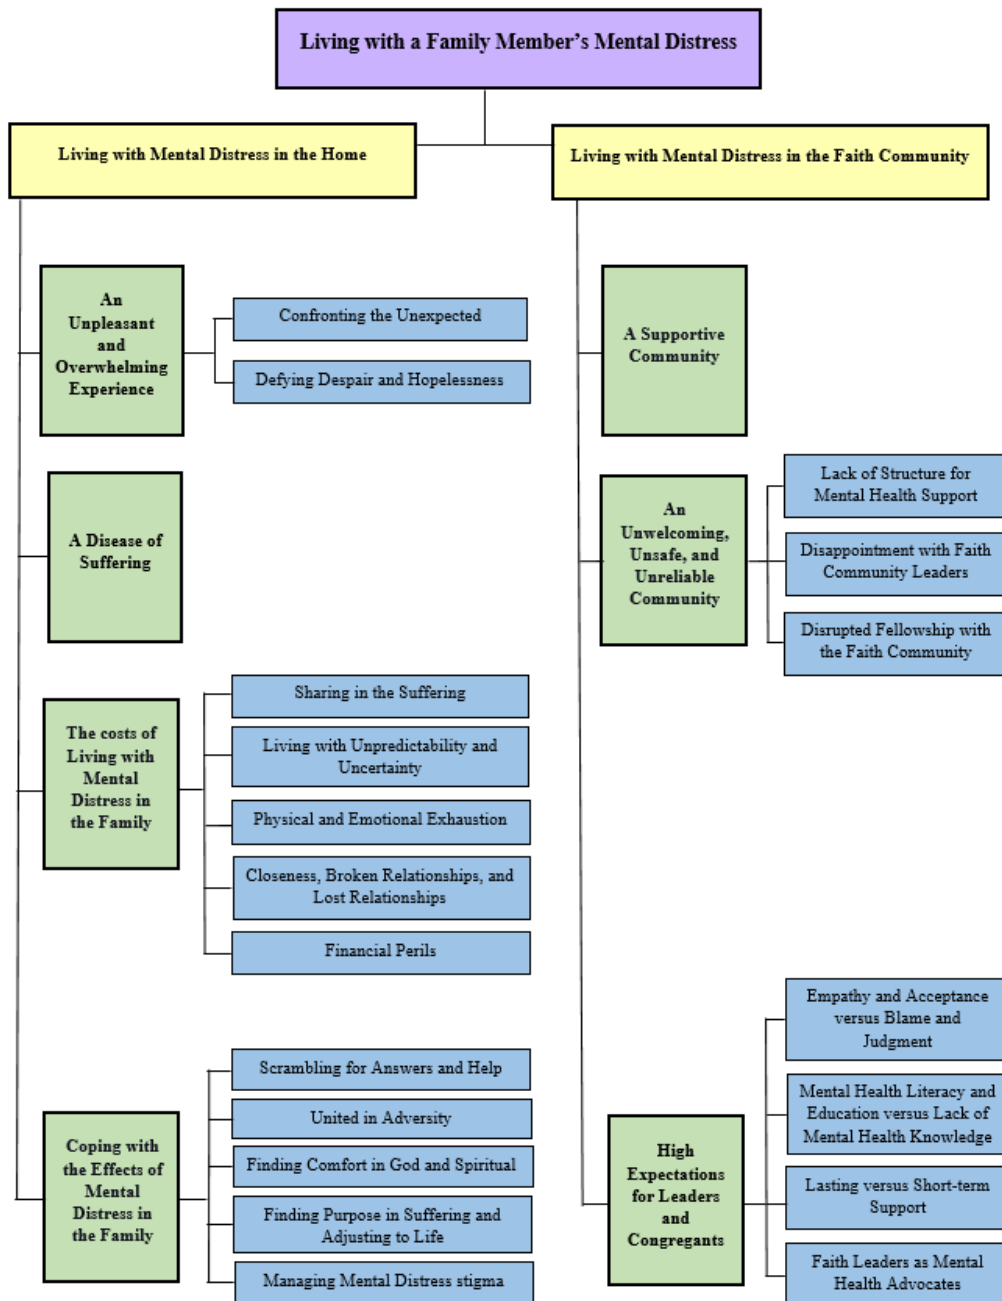 Living with a Family Member’s Mental Distress
Living with Mental Distress in the Home
An
Unpleasant
and
Overwhelming
Experience
Confronting the Unexpected
Defying Despair and Hopelessness
A Disease of
Suffering
The costs of
Living with
Mental
Distress in
the Family
Sharing in the Suffering
Living with Unpredictability and
Uncertainty
Physical and Emotional Exhaustion
Closeness, Broken Relationships, and
Lost Relationships
Financial Perils
Coping with
the Effects of
Mental
Distress in
the Family
Scrambling for Answers and Help
United in Adversity
Finding Comfort in God and Spiritual
Finding Purpose in Suffering and
Adjusting to Life
Managing Mental Distress stigma
Living with Mental Distress in the Faith Community
A Supportive
Community
An
Unwelcoming,
Unsafe, and
Unreliable
Community
Lack of Structure for
Mental Health Support
Disappointment with Faith
Community Leaders
Disrupted Fellowship with
the Faith Community
High
Expectations
for Leaders
and
Congregants
Empathy and Acceptance
versus Blame and
Judgment
Mental Health Literacy and
Education versus Lack of
Mental Health Knowledge
Lasting versus Short-term
Support
Faith Leaders as Mental
Health Advocates